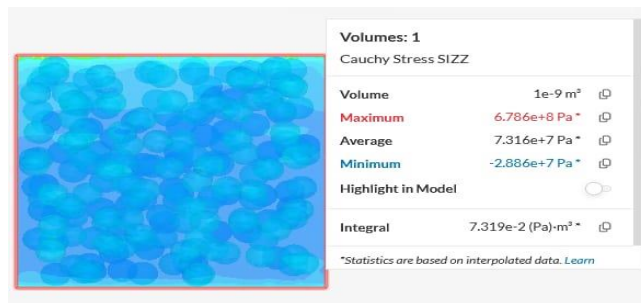 Volumes: 1
Cauchy Stress SIZZ
Volume 1e-9 m³
Maximum 6.786e+8 Pa *
Average 7.316e+7 Pa *
Minimum -2.886e+7 Pa *
Highlight in Model
Integral 7.319e-2 (Pa)·m³ *
*Statistics are based on interpolated data. Learn